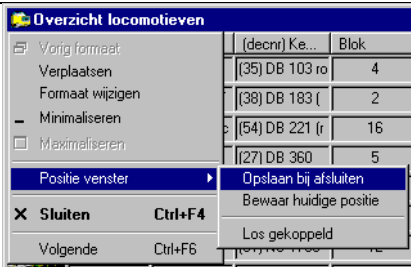 Overzicht locomotieven
Vorig formaat
Verplaatsen
Formaat wijzigen
Minimaliseren
Maximaliseren
Positie venster
Sluiten Ctrl+F4
Volgende Ctrl+F6
(decnr) Ke... Blok
(35) DB 103 ro 4
(38) DB 183 ( 2
(54) DB 221 (r 16
(27) DB 360 5
Opslaan bij afsluiten
Bewaar huidige positie
Los gekoppeld